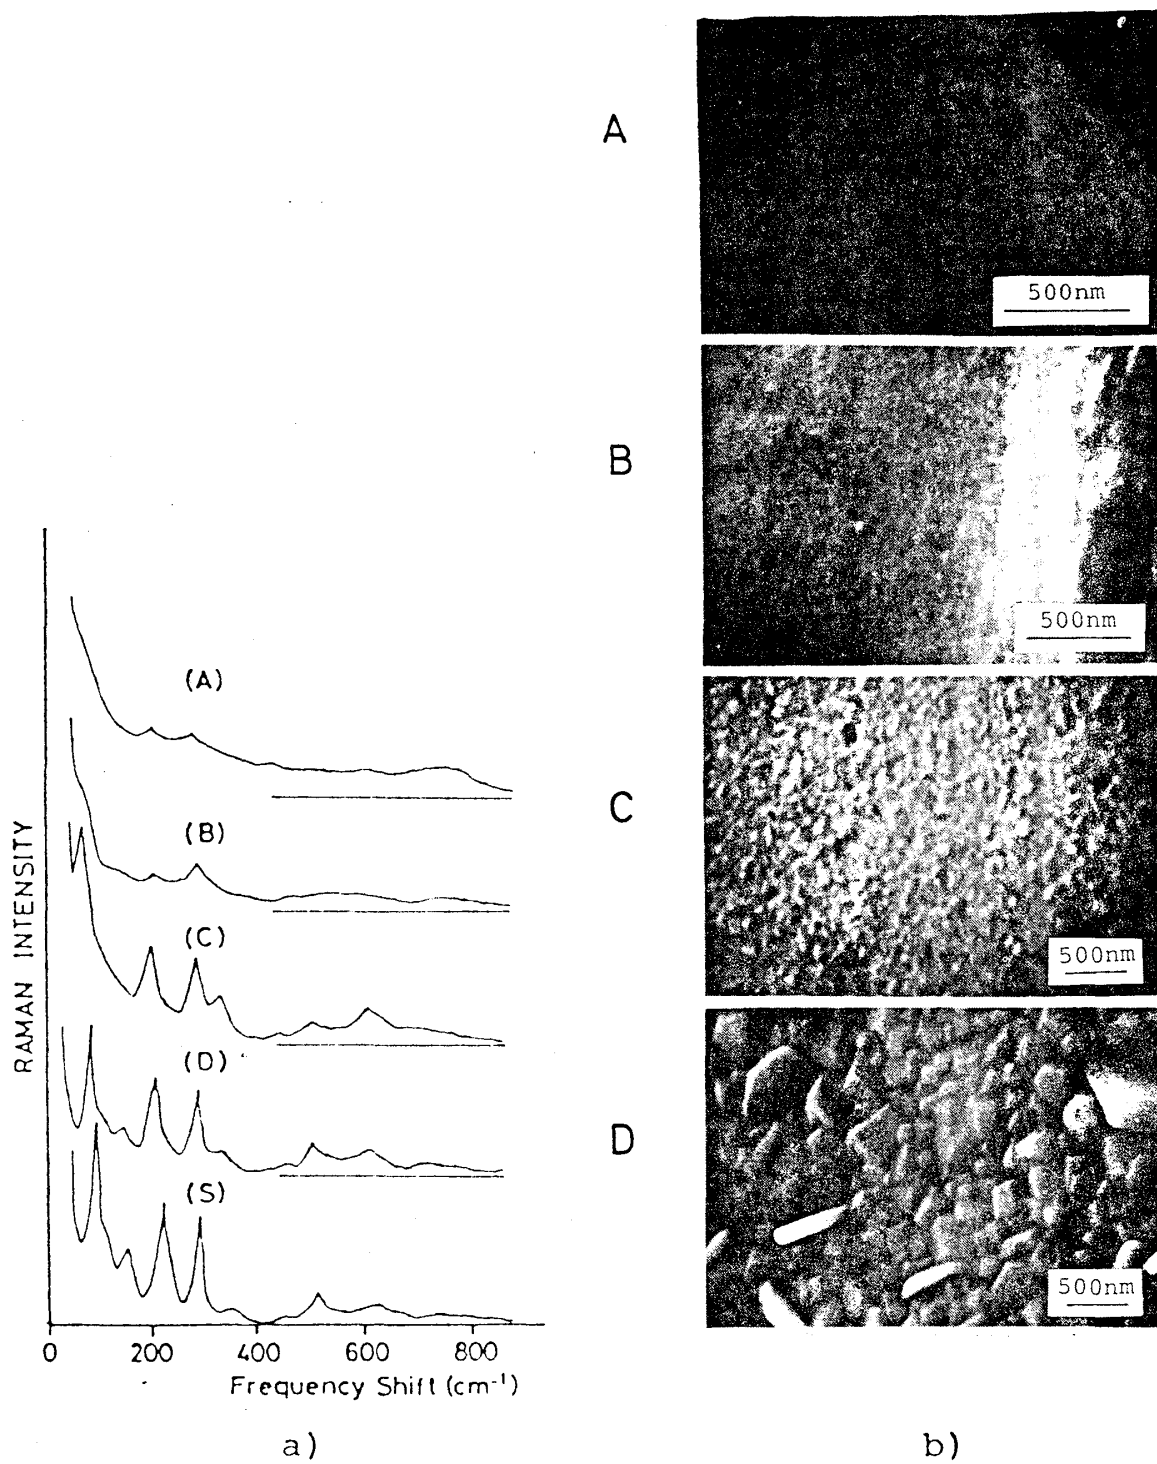 A
500nm
B
500nm
C
500nm
D
500nm
RAMAN INTENSITY
(A)
(B)
(C)
(D)
(S)
0 200 400 600 800
Frequency Shift (cm⁻¹)
a) b)